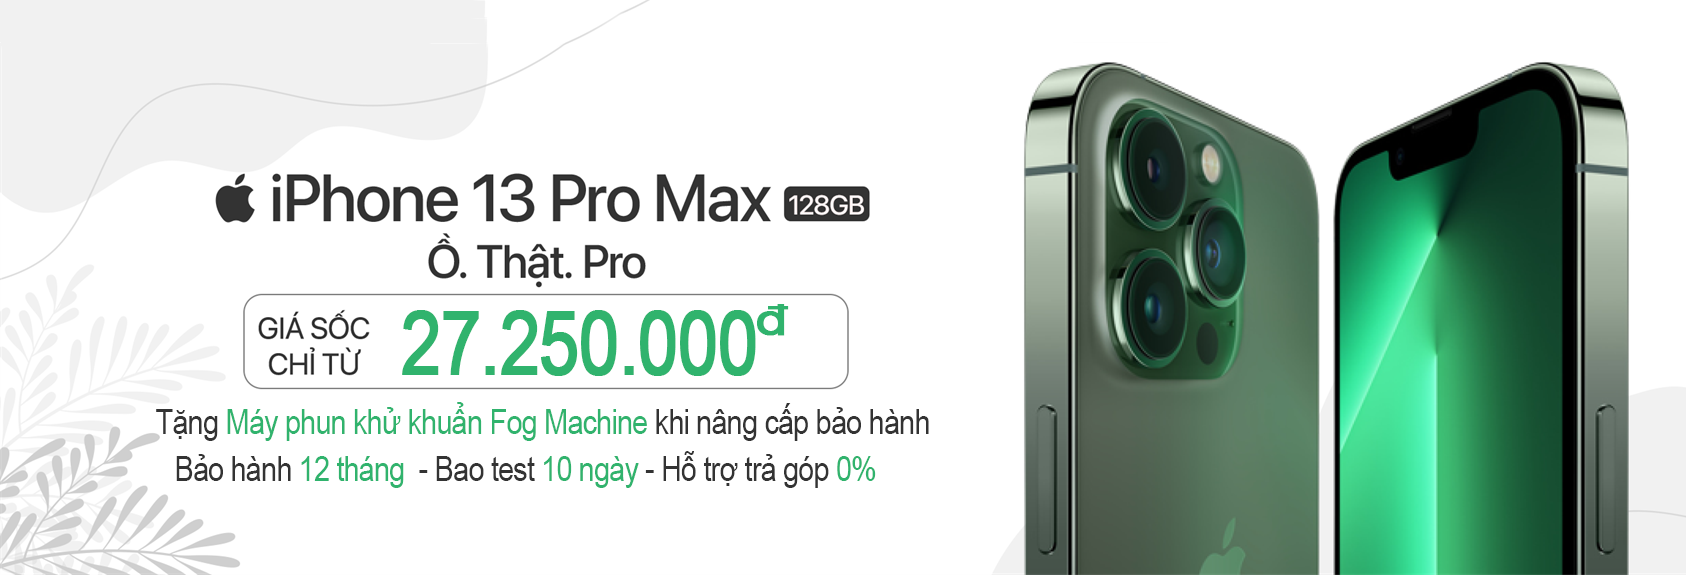 iPhone 13 Pro Max 128GB
Ồ. Thật. Pro
GIÁ SỐC
CHỈ TỪ
27.250.000đ
Tặng Máy phun khử khuẩn Fog Machine khi nâng cấp bảo hành
Bảo hành 12 tháng - Bao test 10 ngày - Hỗ trợ trả góp 0%